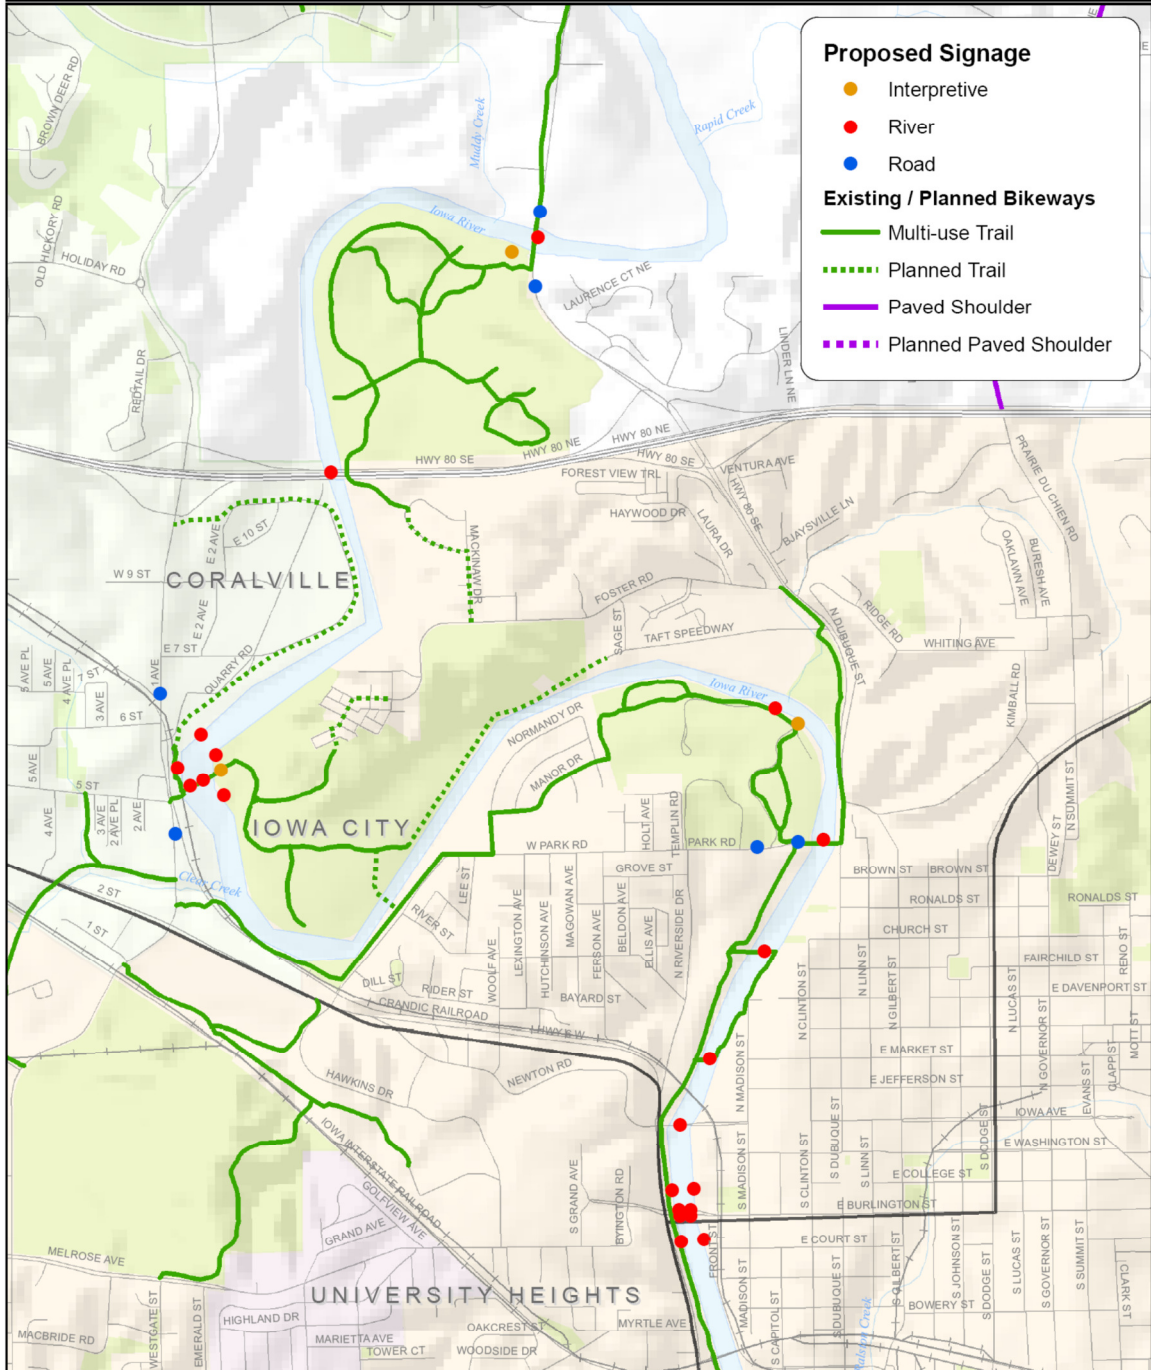 Proposed Signage
Interpretive
River
Road
Existing / Planned Bikeways
Multi-use Trail
Planned Trail
Paved Shoulder
Planned Paved Shoulder
BROWN DEER RD
Muddy Creek
Rapid Creek
OLD HICKORY RD
HOLIDAY RD
Iowa River
LAURENCE CT NE
LINDER LN NE
REDTAIL DR
HWY 80 SE
HWY 80 NE
HWY 80 NE
HWY 80 SE
VENTURA AVE
FOREST VIEW TRL
HWY 80 SE
PRAIRIE DU CHIEN RD
HAYWOOD DR
LAURA DR
BJAYSVILLE LN
E 2 AVE
E 10 ST
MACKINAW DR
OAKLAWN AVE
BURESH AVE
W 9 ST
CORALVILLE
FOSTER RD
E 2 AVE
SAGE ST
TAFT SPEEDWAY
N DUBUQUE ST
RIDGE RD
WHITING AVE
E 7 ST
5 AVE PL
5 AVE
4 AVE PL
7 ST
1 AVE
QUARRY RD
KIMBALL RD
3 AVE
6 ST
Iowa River
NORMANDY DR
MANOR DR
5 AVE
5 ST
4 AVE
3 AVE
2 AVE PL
2 AVE
IOWA CITY
HOLT AVE
TEMPLIN RD
PARK RD
W PARK RD
DEWEY ST
N SUMMIT ST
Clear Creek
2 ST
1 ST
GROVE ST
BROWN ST
BROWN ST
LEE ST
RIVER ST
LEXINGTON AVE
WOOLF AVE
HUTCHINSON AVE
MAGOWAN AVE
FERSON AVE
BELDON AVE
ELLIS AVE
N RIVERSIDE DR
RONALDS ST
RONALDS ST
CHURCH ST
RENO ST
FAIRCHILD ST
N LINN ST
N GILBERT ST
N CLINTON ST
N LUCAS ST
E DAVENPORT ST
DILL ST
RIDER ST
BAYARD ST
CRANDIC RAILROAD
HWY 6 W
N MADISON ST
E MARKET ST
E JEFFERSON ST
N GOVERNOR ST
MOTT ST
CLAPP ST
EVANS ST
NEWTON RD
HAWKINS DR
IOWA AVE
E WASHINGTON ST
IOWA INTERSTATE RAILROAD
S MADISON ST
S CLINTON ST
S DUBUQUE ST
S LINN ST
S DODGE ST
E COLLEGE ST
E BURLINGTON ST
S GRAND AVE
BYINGTON RD
GOLFVIEW AVE
GRAND AVE
E COURT ST
FRONT ST
MELROSE AVE
UNIVERSITY HEIGHTS
MADISON ST
S CAPITOL ST
S DUBUQUE ST
S GILBERT ST
S JOHNSON ST
S DODGE ST
S LUCAS ST
S GOVERNOR ST
S SUMMIT ST
CLARK ST
BOWERY ST
WESTGATE ST
EMERALD ST
HIGHLAND DR
MACBRIDE RD
MARIETTA AVE
TOWER CT
OAKCREST ST
WOODSIDE DR
MYRTLE AVE
Creek